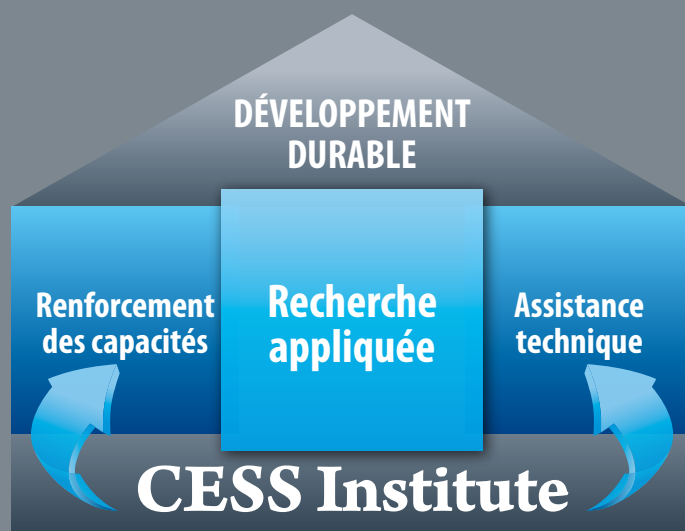 DÉVELOPPEMENT
DURABLE
Renforcement
des capacités
Recherche
appliquée
Assistance
technique
CESS Institute